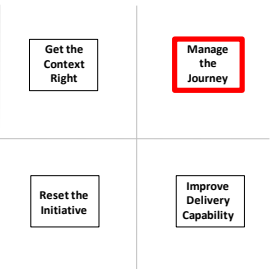 Get the
Context
Right
Manage
the
Journey
Reset the
Initiative
Improve
Delivery
Capability